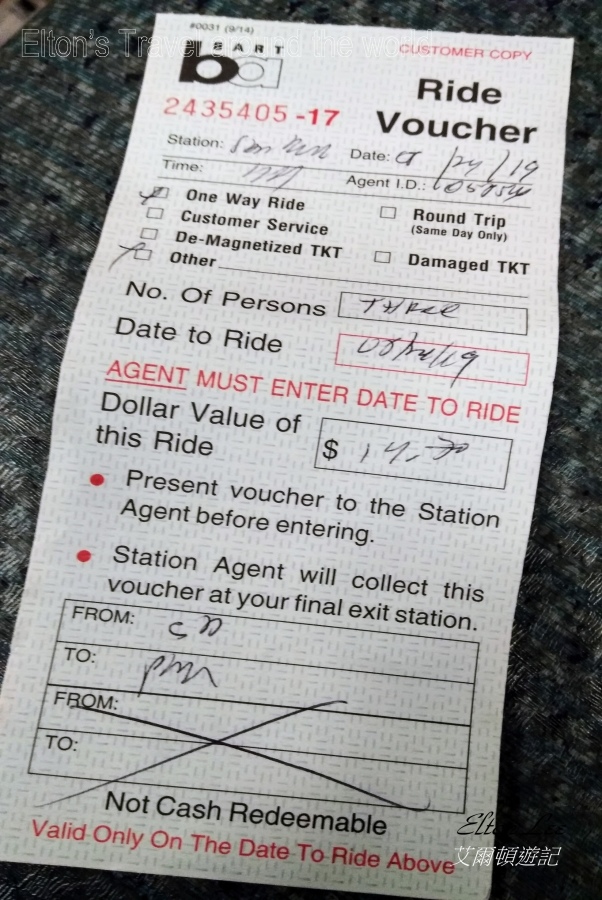 Elton's Travel around the world
#0031 (9/14)
BART
ba
CUSTOMER COPY
2435405 -17
Ride
Voucher
Station: San
Date: /19
Time:
Agent I.D.:
One Way Ride
Round Trip
(Same Day Only)
Customer Service
De-Magnetized TKT
Damaged TKT
Other
No. Of Persons Three
Date to Ride
AGENT MUST ENTER DATE TO RIDE
Dollar Value of
this Ride
$ 14.
Present voucher to the Station
Agent before entering.
Station Agent will collect this
voucher at your final exit station.
FROM:
TO:
FROM:
TO:
Not Cash Redeemable
Valid Only On The Date To Ride Above
艾爾頓遊記